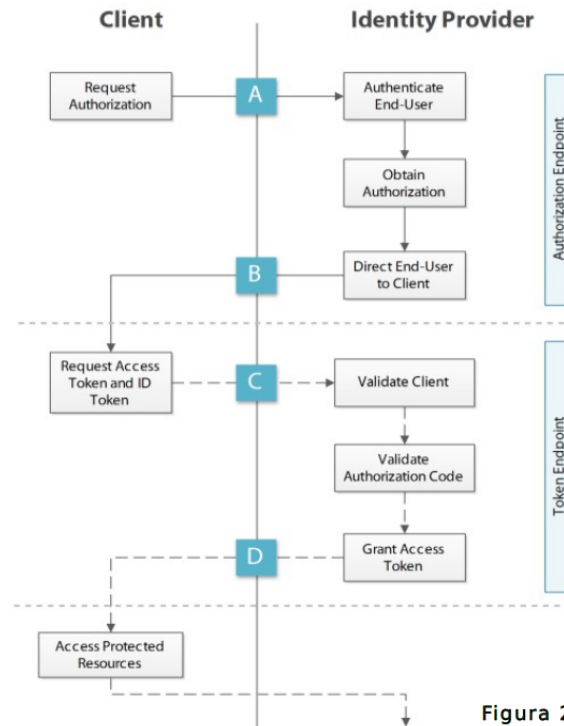 Client
Identity Provider
Request
Authorization
A
Authenticate
End-User
Obtain
Authorization
B
Direct End-User
to Client
Authorization Endpoint
Request Access
Token and ID
Token
C
Validate Client
Validate
Authorization Code
D
Grant Access
Token
Token Endpoint
Access Protected
Resources
Figura 2